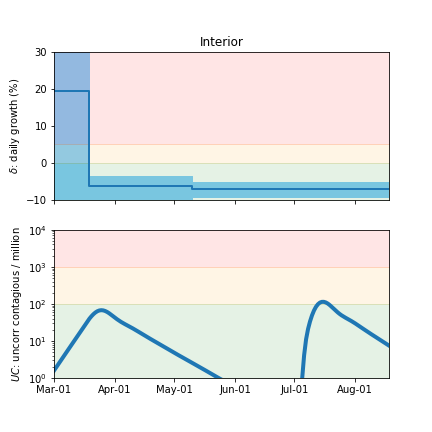 Interior
δ: daily growth (%)
30
20
10
0
−10
UC: uncorr contagious / million
10⁴
10³
10²
10¹
10⁰
Mar-01 Apr-01 May-01 Jun-01 Jul-01 Aug-01